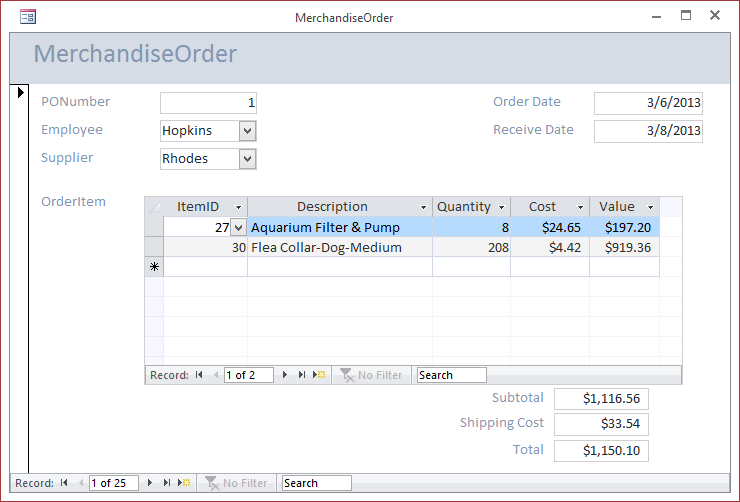 MerchandiseOrder
MerchandiseOrder
PONumber 1 Order Date 3/6/2013
Employee Hopkins Receive Date 3/8/2013
Supplier Rhodes
OrderItem ItemID Description Quantity Cost Value
27 Aquarium Filter & Pump 8 $24.65 $197.20
30 Flea Collar-Dog-Medium 208 $4.42 $919.36
Record: 1 of 2 No Filter Search
Subtotal $1,116.56
Shipping Cost $33.54
Total $1,150.10
Record: 1 of 25 No Filter Search